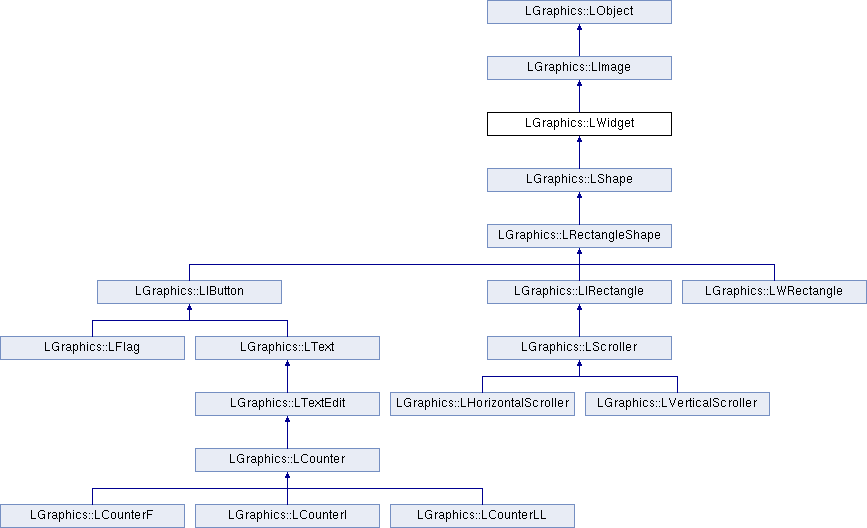 LGraphics::LObject
LGraphics::LImage
LGraphics::LWidget
LGraphics::LShape
LGraphics::LRectangleShape
LGraphics::LIButton
LGraphics::LIRectangle
LGraphics::LWRectangle
LGraphics::LFlag
LGraphics::LText
LGraphics::LScroller
LGraphics::LTextEdit
LGraphics::LHorizontalScroller
LGraphics::LVerticalScroller
LGraphics::LCounter
LGraphics::LCounterF
LGraphics::LCounterI
LGraphics::LCounterLL